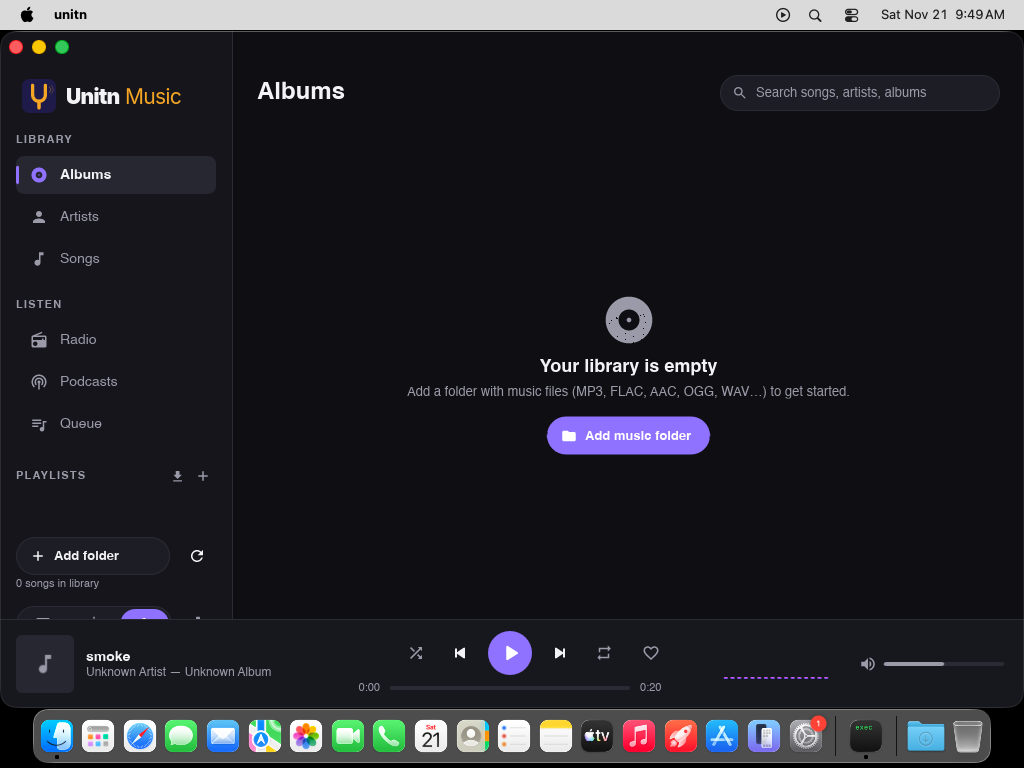 unitn
Sat Nov 21 9:49 AM
Unitn Music
Albums
Search songs, artists, albums
LIBRARY
Albums
Artists
Songs
LISTEN
Radio
Podcasts
Queue
PLAYLISTS
Your library is empty
Add a folder with music files (MP3, FLAC, AAC, OGG, WAV…) to get started.
Add music folder
Add folder
0 songs in library
smoke
Unknown Artist — Unknown Album
0:00
0:20
Sat
21
tv
1
exec